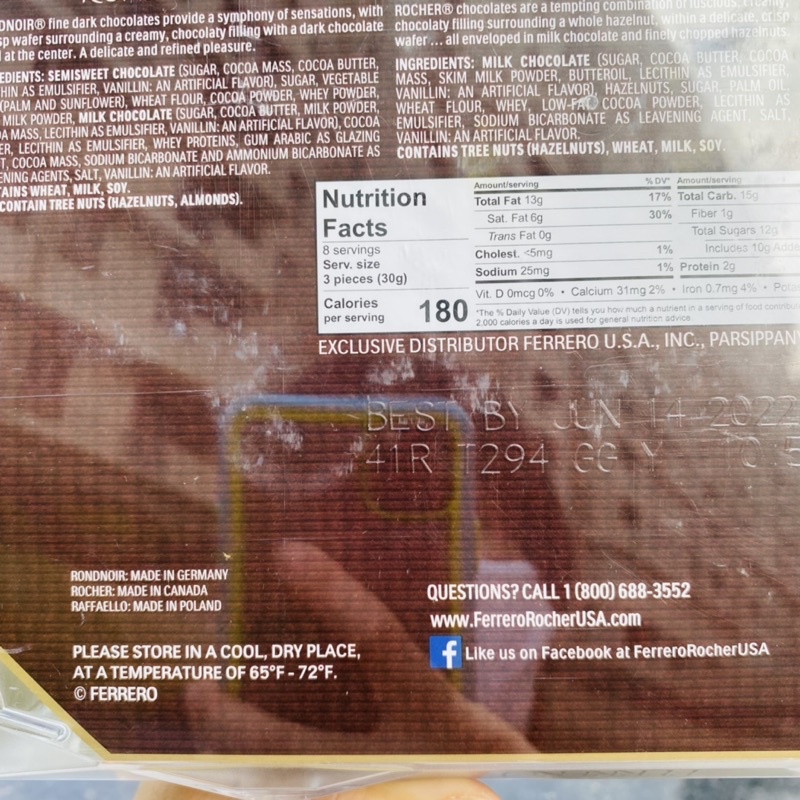 RONDNOIR® fine dark chocolates provide a symphony of sensations, with
crisp wafer surrounding a creamy, chocolaty filling with a dark chocolate
at the center. A delicate and refined pleasure.
INGREDIENTS: SEMISWEET CHOCOLATE (SUGAR, COCOA MASS, COCOA BUTTER,
LECITHIN AS EMULSIFIER, VANILLIN: AN ARTIFICIAL FLAVOR), SUGAR, VEGETABLE
(PALM AND SUNFLOWER), WHEAT FLOUR, COCOA POWDER, WHEY POWDER,
MILK POWDER, MILK CHOCOLATE (SUGAR, COCOA BUTTER, MILK POWDER,
COCOA MASS, LECITHIN AS EMULSIFIER, VANILLIN: AN ARTIFICIAL FLAVOR), COCOA
LECITHIN AS EMULSIFIER, WHEY PROTEINS, GUM ARABIC AS GLAZING
COCOA MASS, SODIUM BICARBONATE AND AMMONIUM BICARBONATE AS
LEAVENING AGENTS, SALT, VANILLIN: AN ARTIFICIAL FLAVOR.
CONTAINS WHEAT, MILK, SOY.
CONTAIN TREE NUTS (HAZELNUTS, ALMONDS).
ROCHER® chocolates are a tempting combination of luscious, creamy,
chocolaty filling surrounding a whole hazelnut, within a delicate, crisp
wafer... all enveloped in milk chocolate and finely chopped hazelnuts.
INGREDIENTS: MILK CHOCOLATE (SUGAR, COCOA BUTTER, COCOA
MASS, SKIM MILK POWDER, BUTTEROIL, LECITHIN AS EMULSIFIER,
VANILLIN: AN ARTIFICIAL FLAVOR), HAZELNUTS, SUGAR, PALM OIL,
WHEAT FLOUR, WHEY, LOW-FAT COCOA POWDER, LECITHIN AS
EMULSIFIER, SODIUM BICARBONATE AS LEAVENING AGENT, SALT,
VANILLIN: AN ARTIFICIAL FLAVOR.
CONTAINS TREE NUTS (HAZELNUTS), WHEAT, MILK, SOY.
Nutrition
Facts
8 servings
Serv. size
3 pieces (30g)
Calories
per serving 180
Amount/serving % DV*
Total Fat 13g 17%
Sat. Fat 6g 30%
Trans Fat 0g
Cholest. <5mg 1%
Sodium 25mg 1%
Amount/serving
Total Carb. 15g
Fiber 1g
Total Sugars 12g
Includes 10g Adde
Protein 2g
Vit. D 0mcg 0% • Calcium 31mg 2% • Iron 0.7mg 4% • Pota
*The % Daily Value (DV) tells you how much a nutrient in a serving of food contribu
2,000 calories a day is used for general nutrition advice.
EXCLUSIVE DISTRIBUTOR FERRERO U.S.A., INC., PARSIPPANY
BEST BY JUN 14 2022
41R T294 GG Y
RONDNOIR: MADE IN GERMANY
ROCHER: MADE IN CANADA
RAFFAELLO: MADE IN POLAND
PLEASE STORE IN A COOL, DRY PLACE,
AT A TEMPERATURE OF 65°F - 72°F.
© FERRERO
QUESTIONS? CALL 1 (800) 688-3552
www.FerreroRocherUSA.com
f Like us on Facebook at FerreroRocherUSA